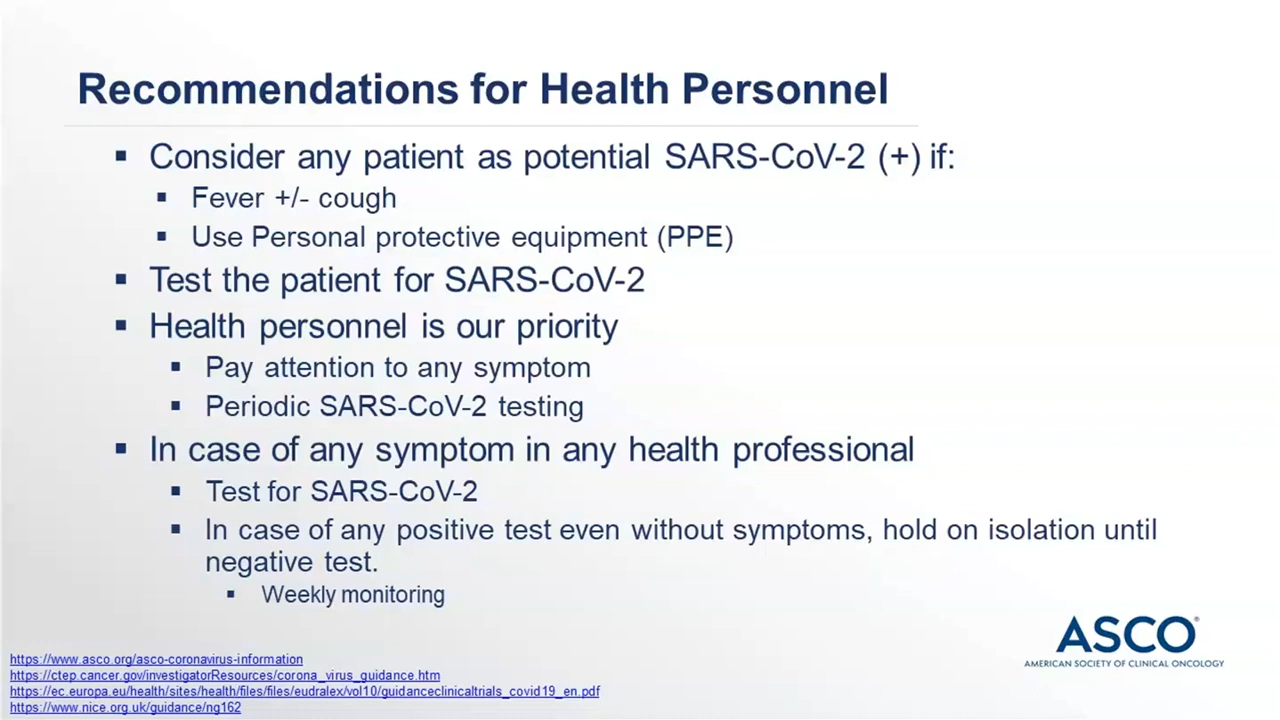 Recommendations for Health Personnel
▪ Consider any patient as potential SARS-CoV-2 (+) if:
▪ Fever +/- cough
▪ Use Personal protective equipment (PPE)
▪ Test the patient for SARS-CoV-2
▪ Health personnel is our priority
▪ Pay attention to any symptom
▪ Periodic SARS-CoV-2 testing
▪ In case of any symptom in any health professional
▪ Test for SARS-CoV-2
▪ In case of any positive test even without symptoms, hold on isolation until
negative test.
▪ Weekly monitoring
ASCO®
AMERICAN SOCIETY OF CLINICAL ONCOLOGY
https://www.asco.org/asco-coronavirus-information
https://ctep.cancer.gov/investigatorResources/corona_virus_guidance.htm
https://ec.europa.eu/health/sites/health/files/files/eudralex/vol10/guidanceclinicaltrials_covid19_en.pdf
https://www.nice.org.uk/guidance/ng162